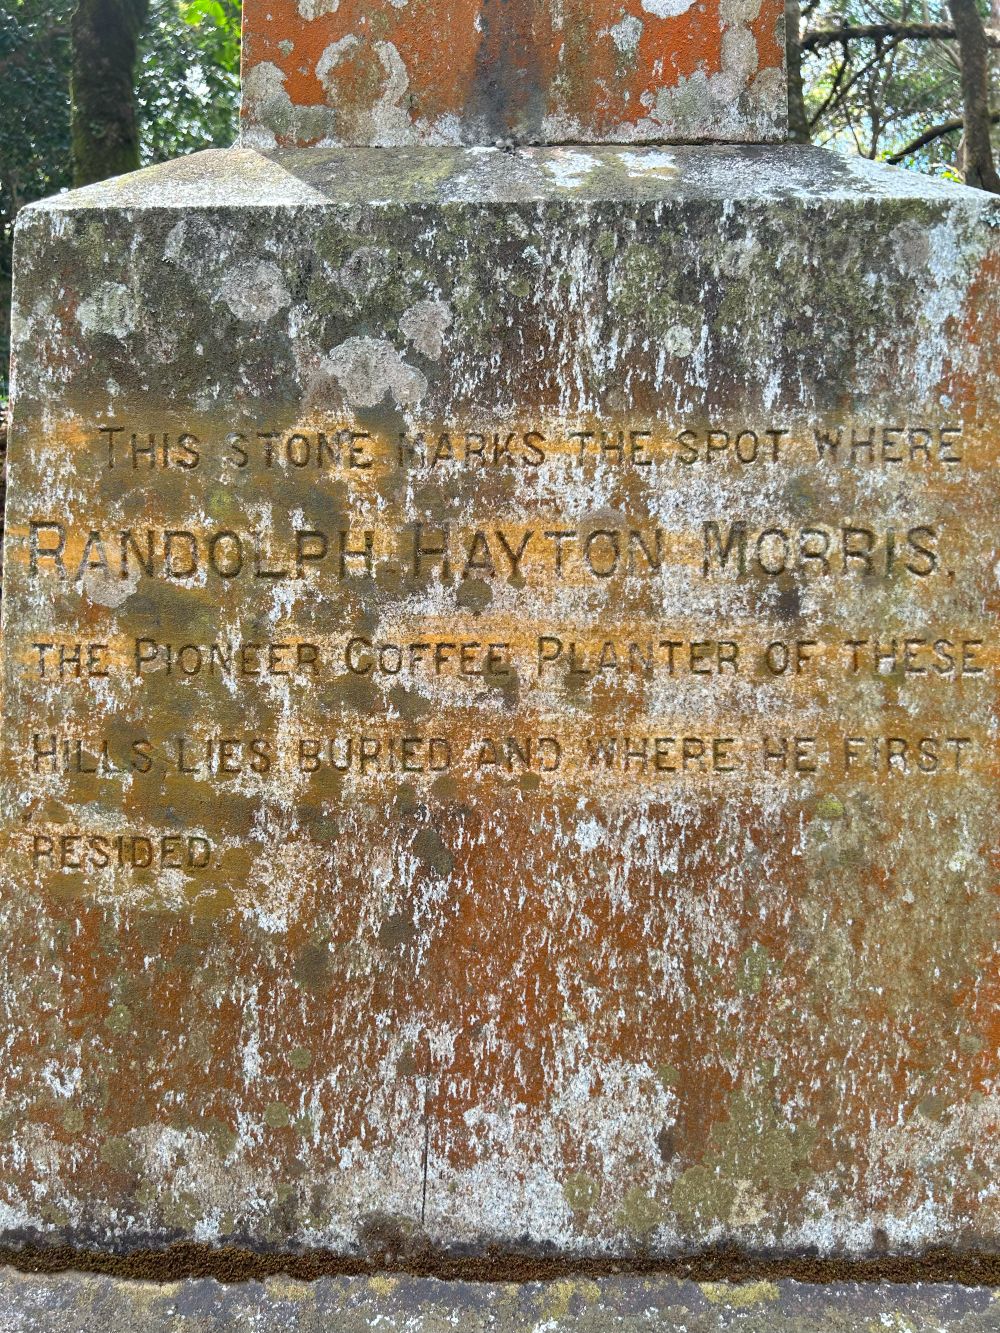 THIS STONE MARKS THE SPOT WHERE
RANDOLPH HAYTON MORRIS,
THE PIONEER COFFEE PLANTER OF THESE
HILLS, LIES BURIED AND WHERE HE FIRST
RESIDED.